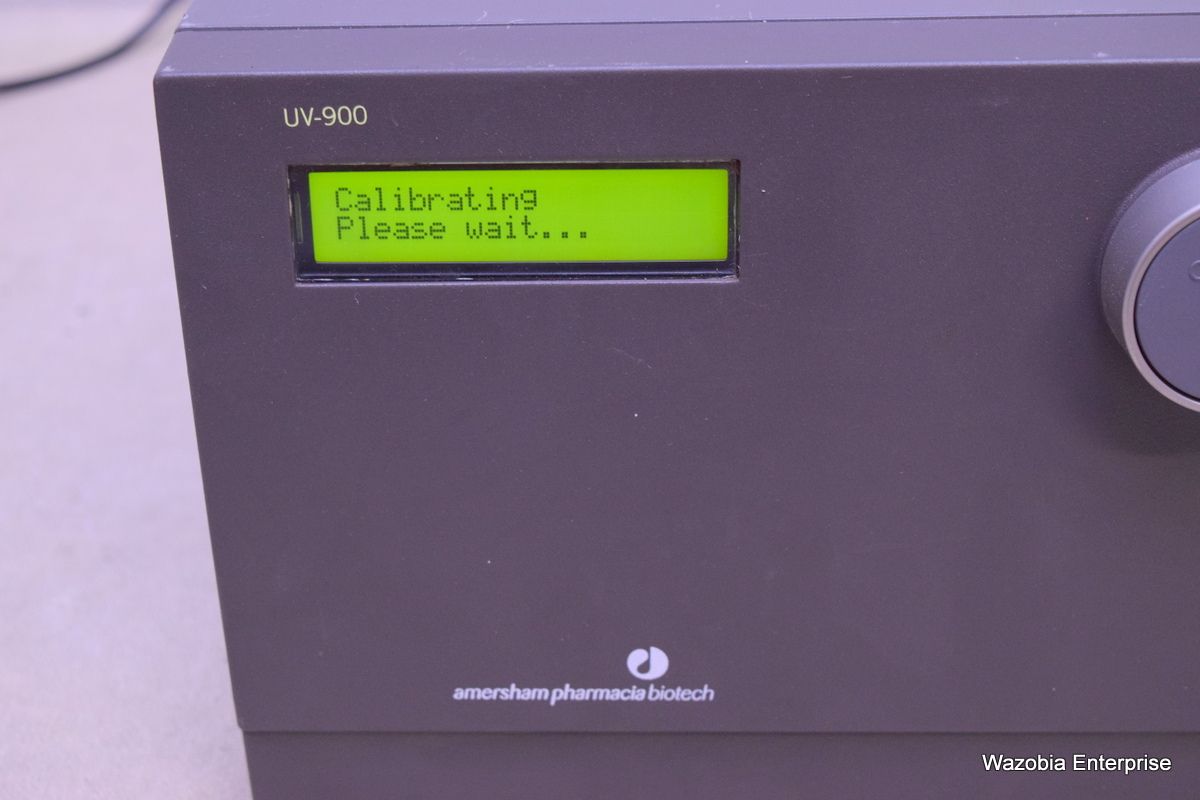 UV-900
Calibrating
Please wait...
amersham pharmacia biotech
Wazobia Enterprise